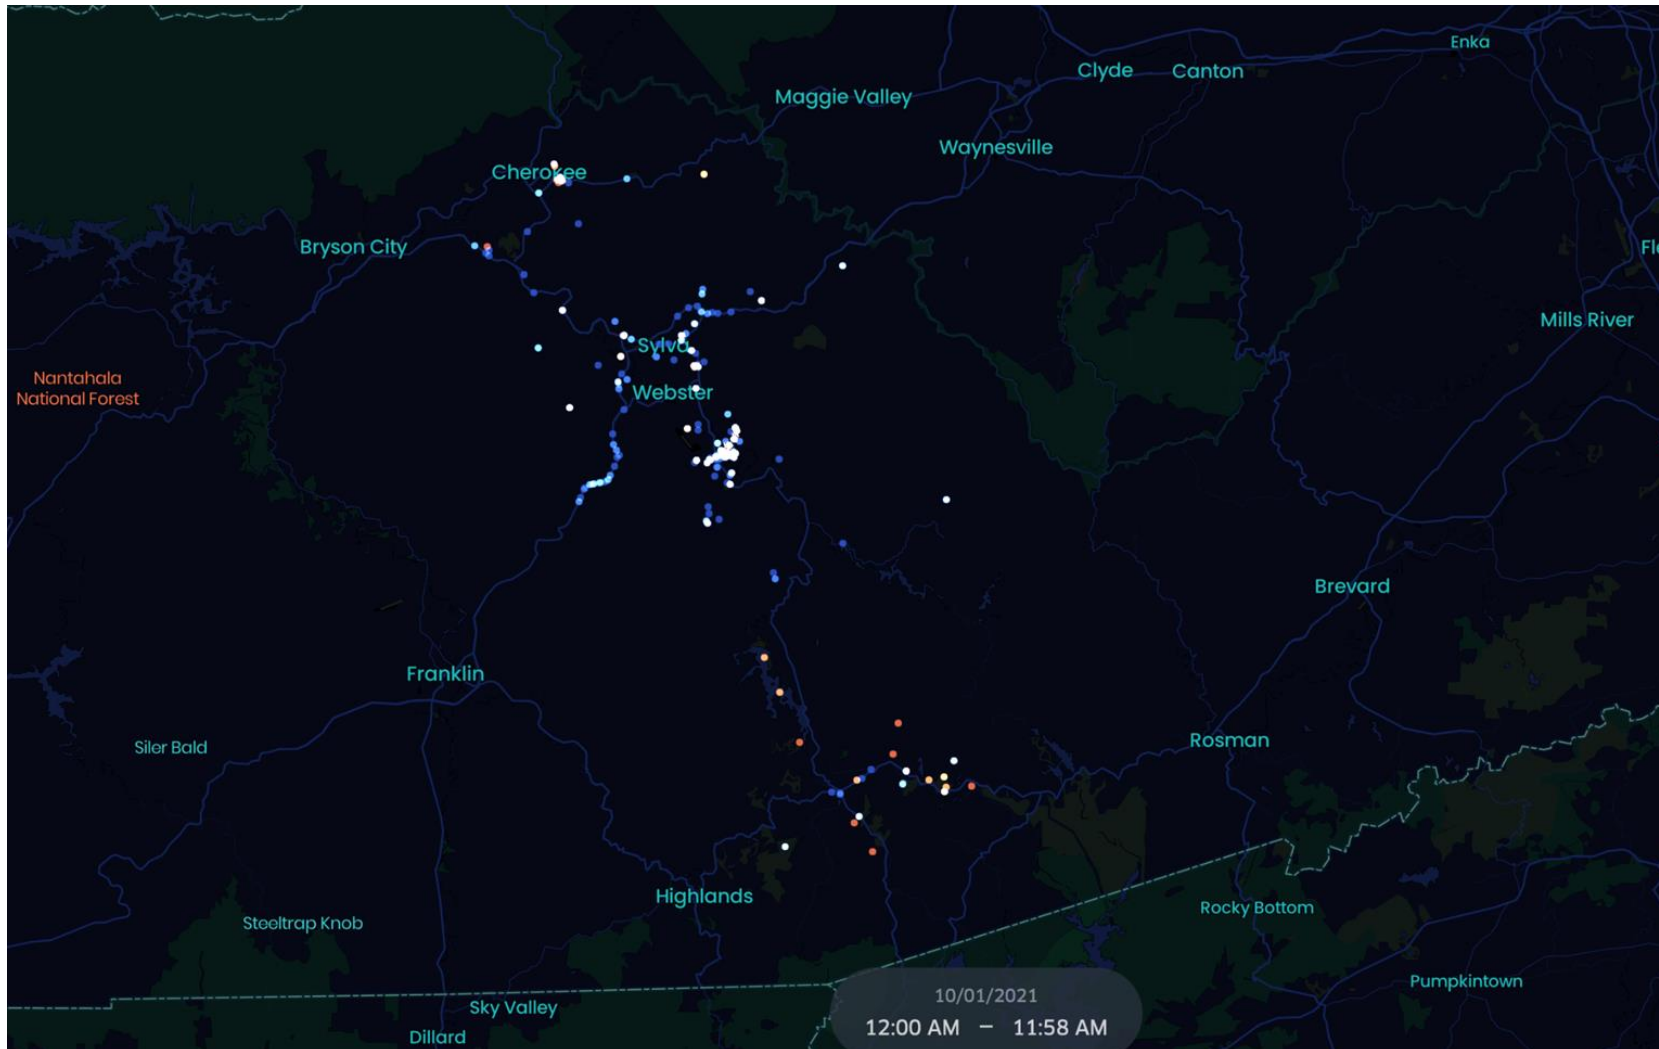 Enka
Clyde
Canton
Maggie Valley
Waynesville
Cherokee
Bryson City
Fle
Mills River
Sylva
Nantahala
National Forest
Webster
Brevard
Franklin
Rosman
Siler Bald
Highlands
Rocky Bottom
Steeltrap Knob
Pumpkintown
10/01/2021
Sky Valley
12:00 AM – 11:58 AM
Dillard